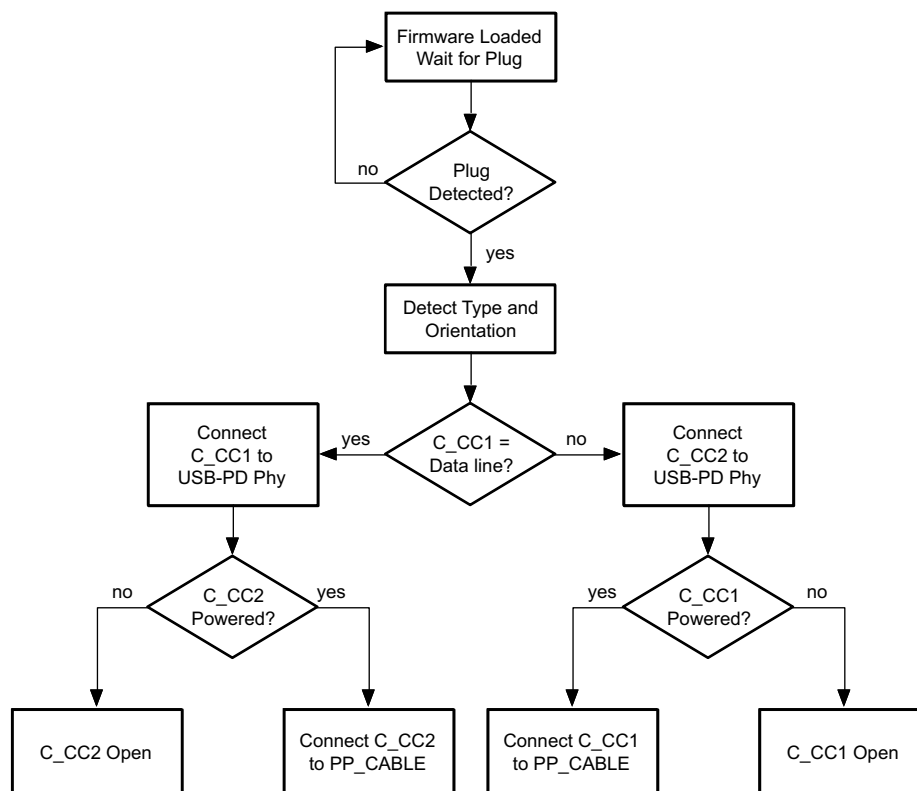 Firmware Loaded
Wait for Plug
no
Plug
Detected?
yes
Detect Type and
Orientation
Connect
C_CC1 to
USB-PD Phy
yes
C_CC1 =
Data line?
no
Connect
C_CC2 to
USB-PD Phy
no
C_CC2
Powered?
yes
yes
C_CC1
Powered?
no
C_CC2 Open
Connect C_CC2
to PP_CABLE
Connect C_CC1
to PP_CABLE
C_CC1 Open